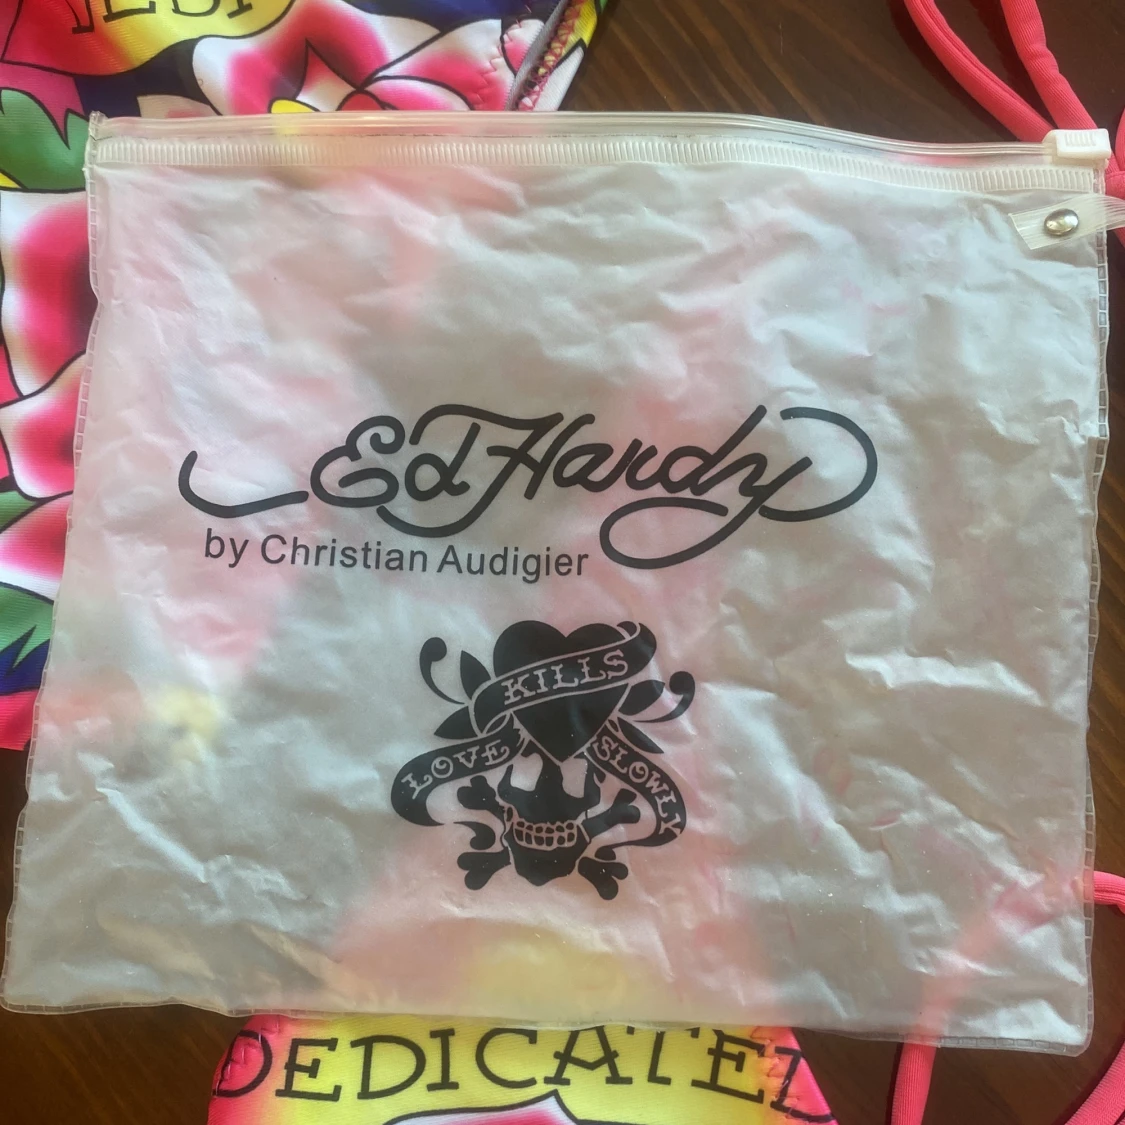 Ed Hardy
by Christian Audigier
KILLS
LOVE SLOWLY
DEDICATED